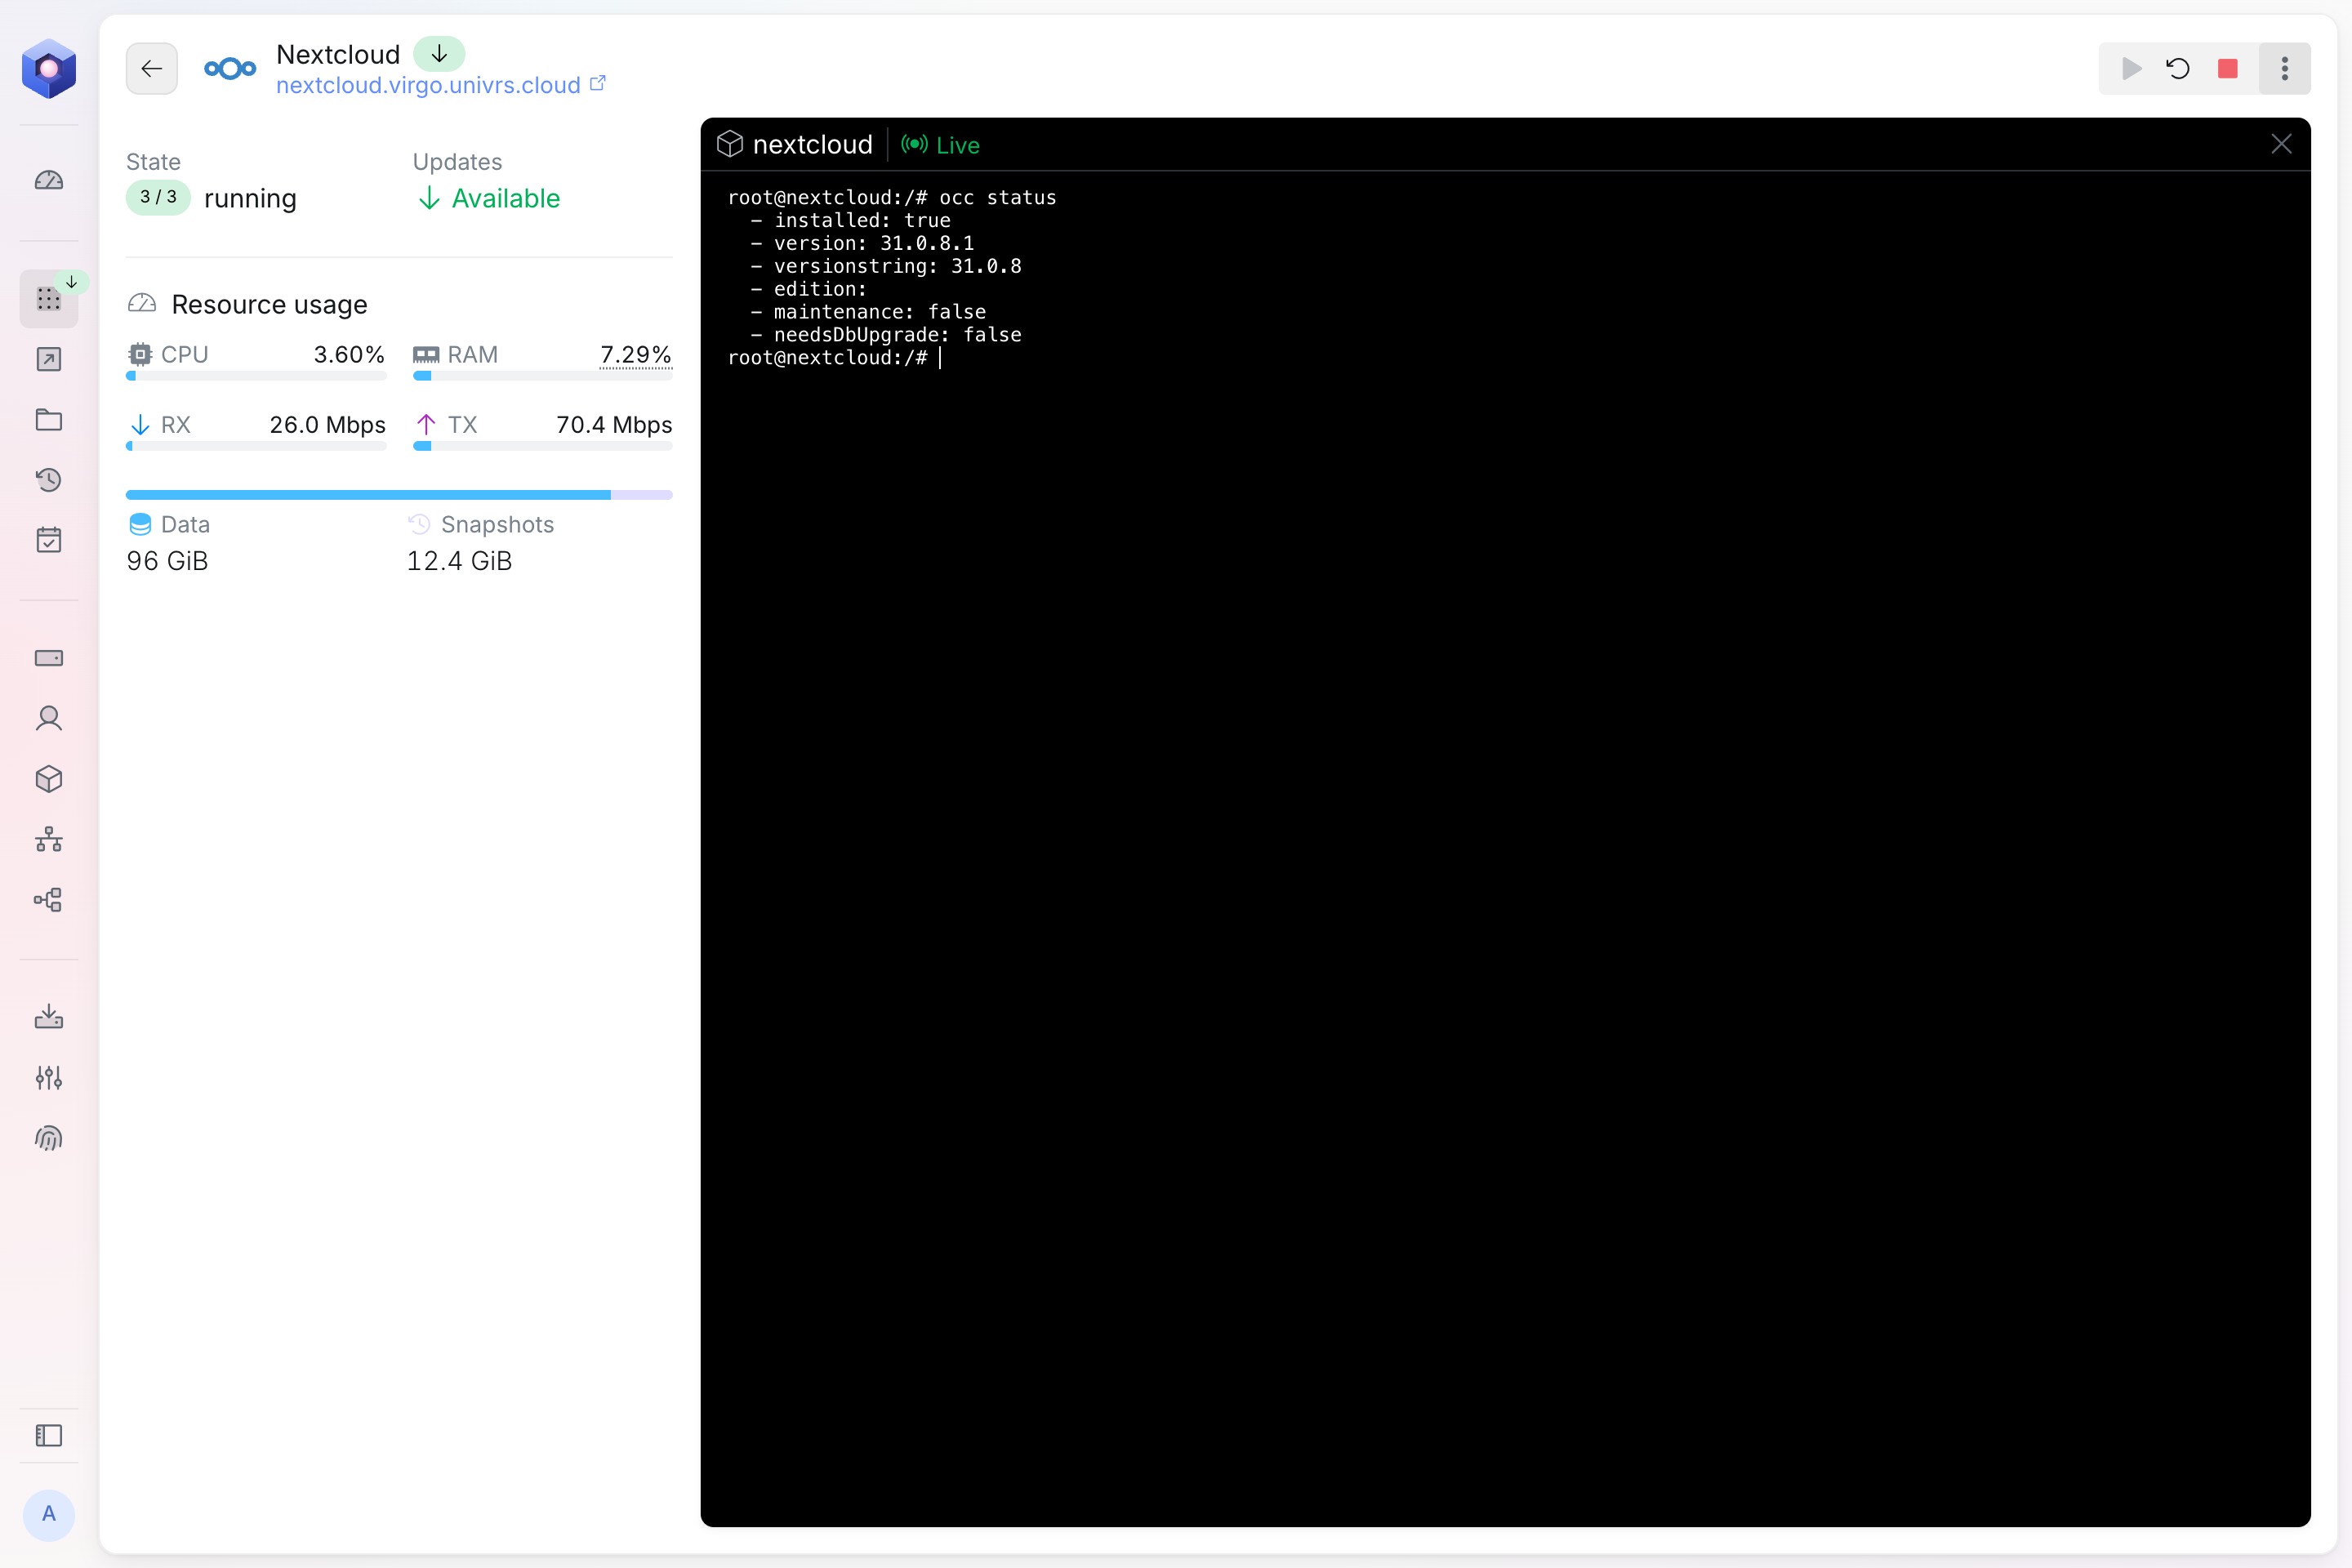 Nextcloud
nextcloud.virgo.univrs.cloud
State
Updates
3 / 3 running
Available
Resource usage
CPU 3.60%
RAM 7.29%
RX 26.0 Mbps
TX 70.4 Mbps
Data
Snapshots
96 GiB
12.4 GiB
A
nextcloud
Live
root@nextcloud:/# occ status
- installed: true
- version: 31.0.8.1
- versionstring: 31.0.8
- edition:
- maintenance: false
- needsDbUpgrade: false
root@nextcloud:/#